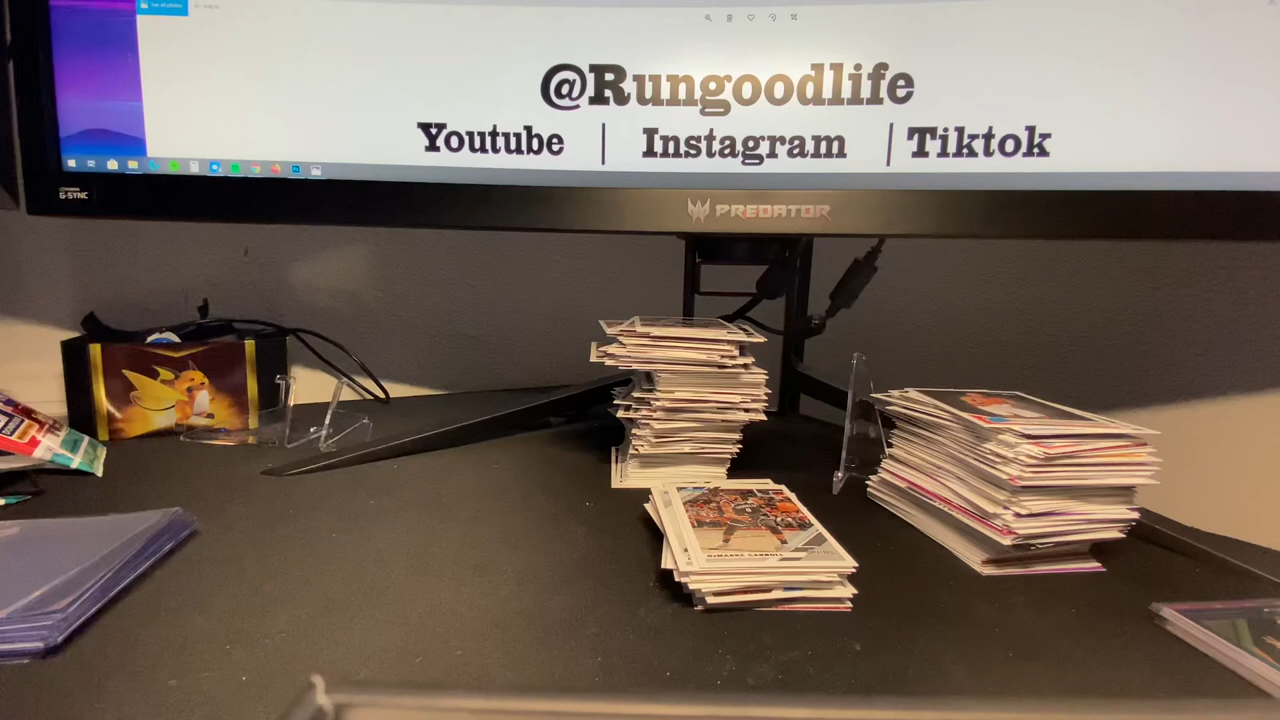 @Rungoodlife
Youtube | Instagram | Tiktok
G-SYNC
PREDATOR
DEMARRE CARROLL